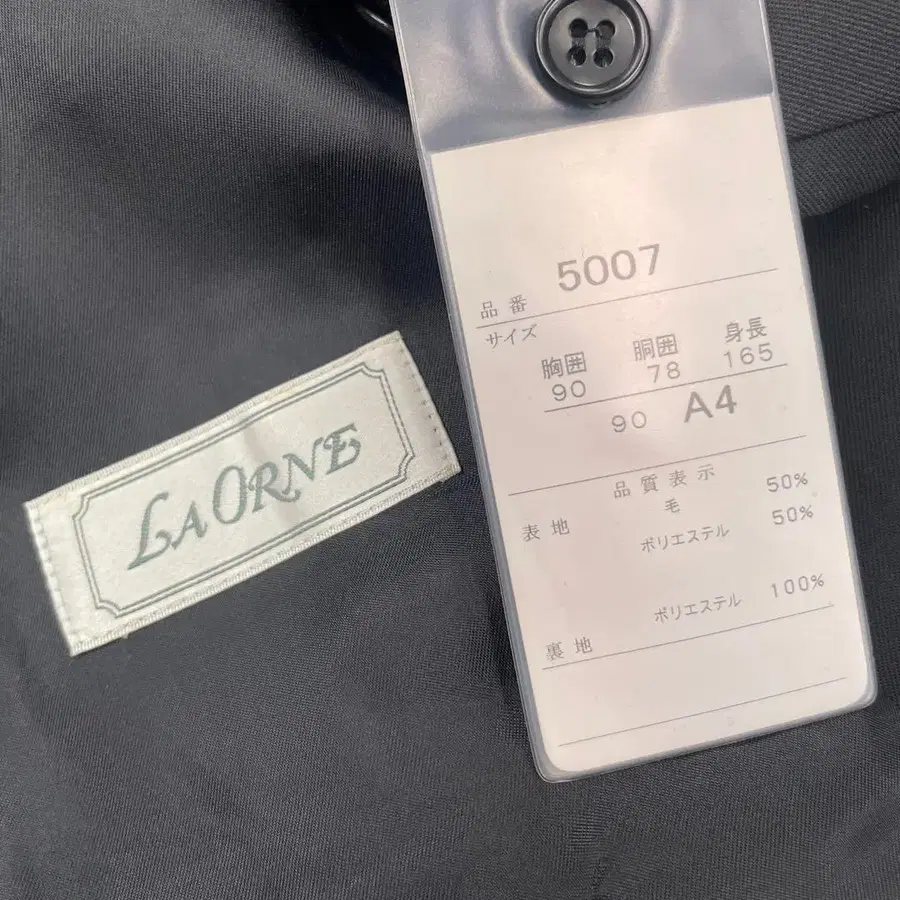 LA ORNE
品番 5007
サイズ
胸囲 胴囲 身長
90 78 165
90 A4
品質表示
表地 毛 50%
ポリエステル 50%
裏地 ポリエステル 100%